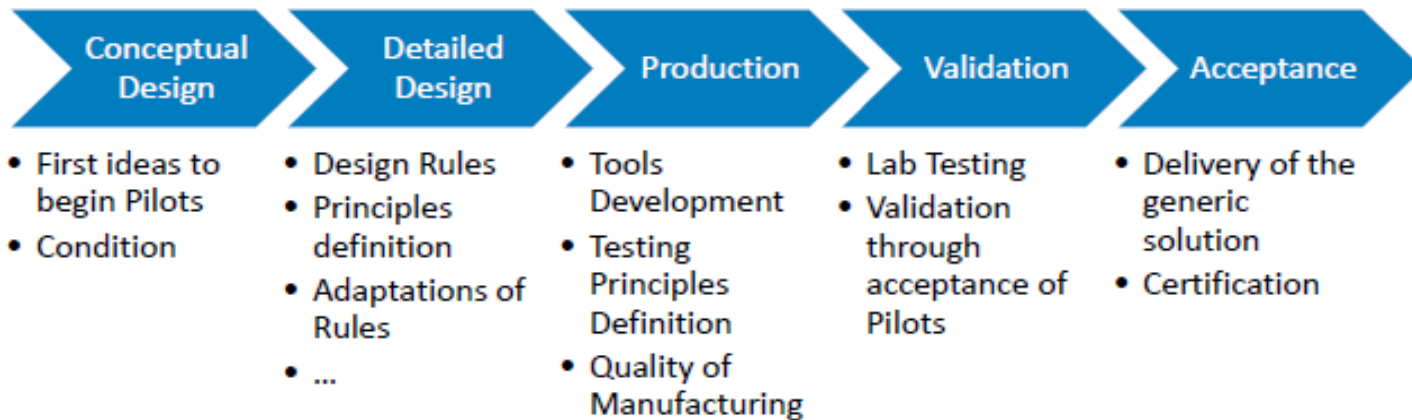 Conceptual
Design
Detailed
Design
Production
Validation
Acceptance
• First ideas to
begin Pilots
• Condition
• Design Rules
• Principles
definition
• Adaptations of
Rules
• ...
• Tools
Development
• Testing
Principles
Definition
• Quality of
Manufacturing
• Lab Testing
• Validation
through
acceptance of
Pilots
• Delivery of the
generic
solution
• Certification